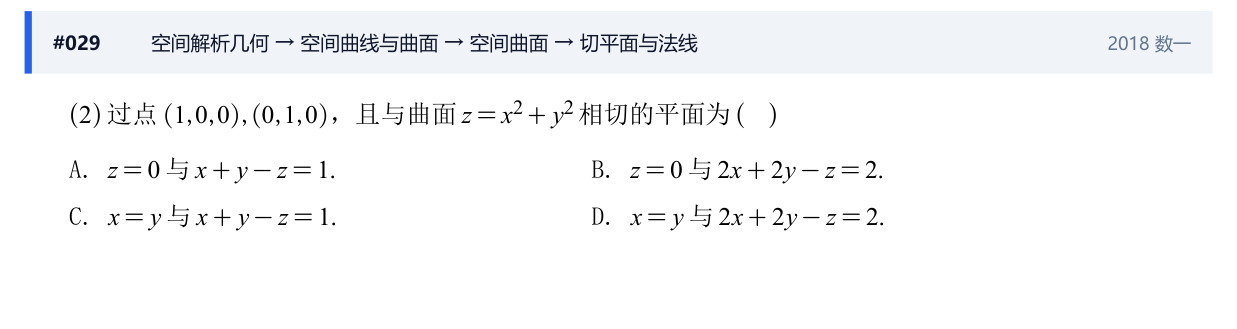 #029 空间解析几何 → 空间曲线与曲面 → 空间曲面 → 切平面与法线 2018 数一
(2) 过点 (1,0,0),(0,1,0)，且与曲面 z=x²+y² 相切的平面为 ( )
A. z=0 与 x+y−z=1. B. z=0 与 2x+2y−z=2.
C. x=y 与 x+y−z=1. D. x=y 与 2x+2y−z=2.